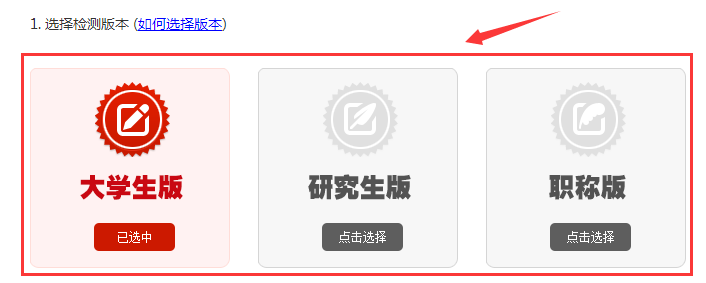 1. 选择检测版本 (如何选择版本)
大学生版 研究生版 职称版
已选中 点击选择 点击选择